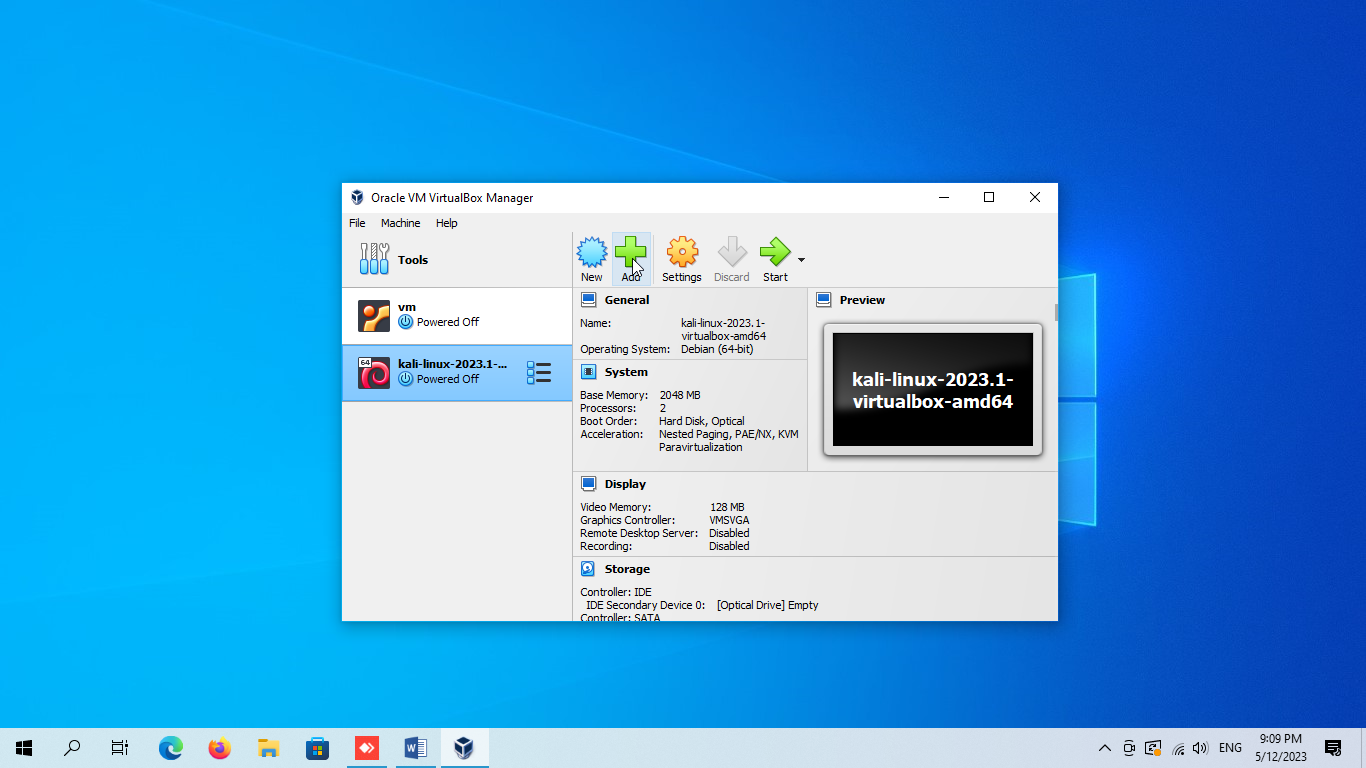 Oracle VM VirtualBox Manager
File Machine Help
Tools
New Add Settings Discard Start
vm
Powered Off
64
kali-linux-2023.1-...
Powered Off
General
Name: kali-linux-2023.1-
virtualbox-amd64
Operating System: Debian (64-bit)
System
Base Memory: 2048 MB
Processors: 2
Boot Order: Hard Disk, Optical
Acceleration: Nested Paging, PAE/NX, KVM
Paravirtualization
Preview
kali-linux-2023.1-
virtualbox-amd64
Display
Video Memory: 128 MB
Graphics Controller: VMSVGA
Remote Desktop Server: Disabled
Recording: Disabled
Storage
Controller: IDE
IDE Secondary Device 0: [Optical Drive] Empty
Controller: SATA
W
ENG
9:09 PM
5/12/2023